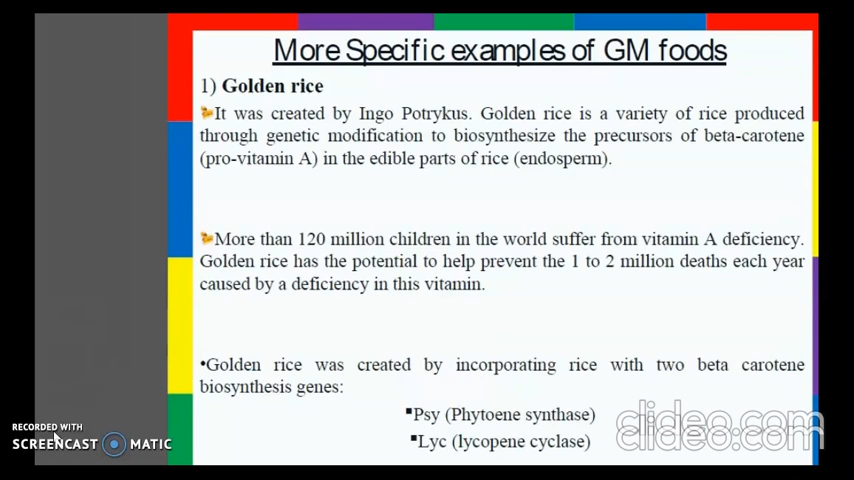 More Specific examples of GM foods
1) Golden rice
It was created by Ingo Potrykus. Golden rice is a variety of rice produced
through genetic modification to biosynthesize the precursors of beta-carotene
(pro-vitamin A) in the edible parts of rice (endosperm).
More than 120 million children in the world suffer from vitamin A deficiency.
Golden rice has the potential to help prevent the 1 to 2 million deaths each year
caused by a deficiency in this vitamin.
•Golden rice was created by incorporating rice with two beta carotene
biosynthesis genes:
▪Psy (Phytoene synthase)
▪Lyc (lycopene cyclase)
clideo.com
clideo.com
RECORDED WITH
SCREENCAST MATIC